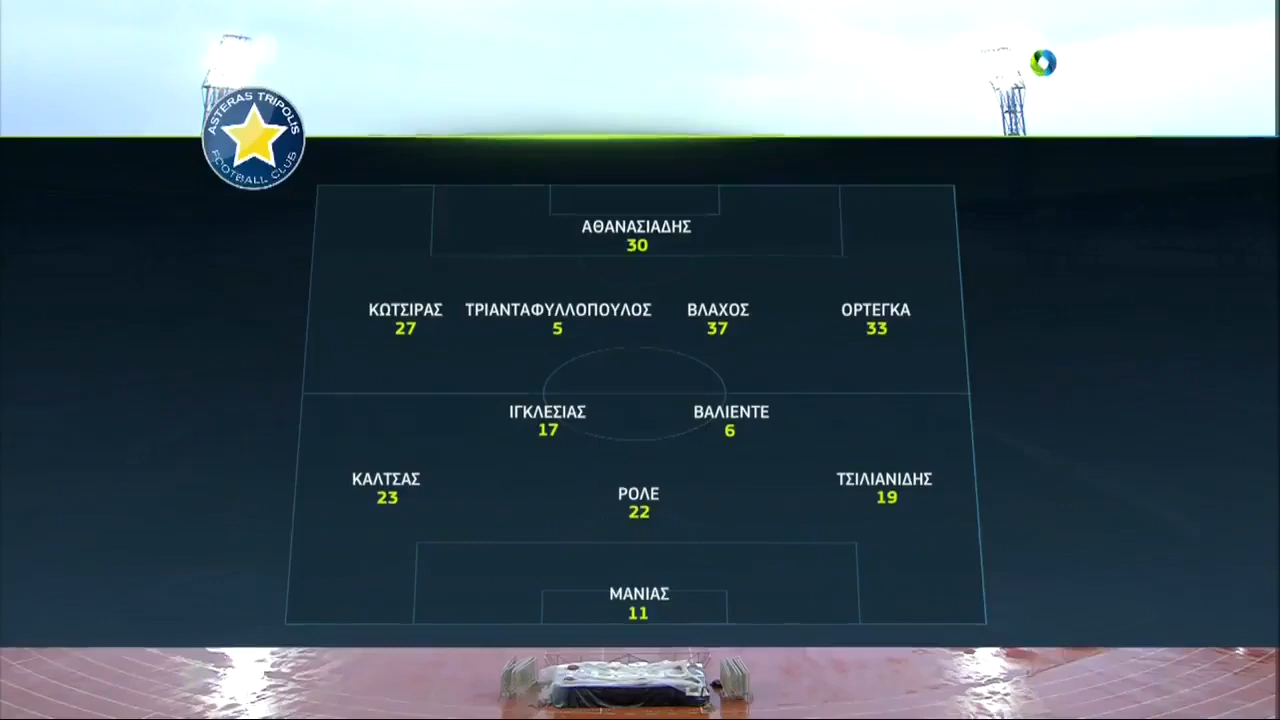 ASTERAS TRIPOLIS
FOOTBALL CLUB
ΑΘΑΝΑΣΙΑΔΗΣ
30
ΚΩΤΣΙΡΑΣ ΤΡΙΑΝΤΑΦΥΛΛΟΠΟΥΛΟΣ ΒΛΑΧΟΣ ΟΡΤΕΓΚΑ
27 5 37 33
ΙΓΚΛΕΣΙΑΣ ΒΑΛΙΕΝΤΕ
17 6
ΚΑΛΤΣΑΣ ΤΣΙΛΙΑΝΙΔΗΣ
23 19
ΡΟΛΕ
22
ΜΑΝΙΑΣ
11